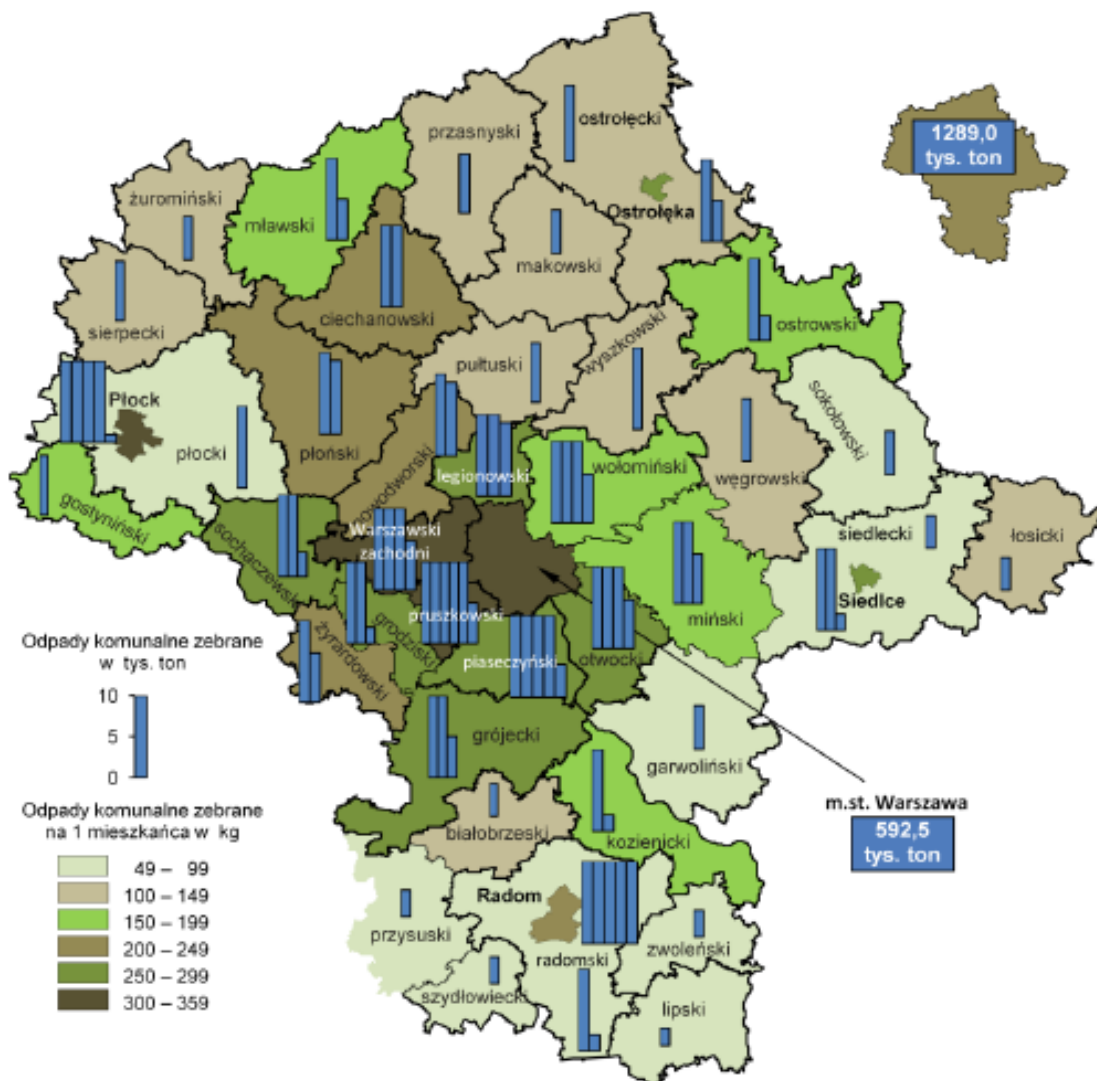 przasnyski
ostrołęcki
1289,0
tys. ton
żuromiński
mławski
Ostrołęka
makowski
sierpecki
ciechanowski
ostrowski
pułtuski
wyszkowski
Płock
sokołowski
płocki
płoński
nowodworski
legionowski
wołomiński
węgrowski
gostyniński
sochaczewski
Warszawski
zachodni
siedlecki
łosicki
pruszkowski
Siedlce
miński
grodziski
Odpady komunalne zebrane
w tys. ton
żyrardowski
piaseczyński
otwocki
10
5
0
grójecki
garwoliński
m.st. Warszawa
592,5
tys. ton
Odpady komunalne zebrane
na 1 mieszkańca w kg
białobrzeski
kozienicki
49 – 99
100 – 149
150 – 199
200 – 249
250 – 299
300 – 359
Radom
przysuski
radomski
zwoleński
szydłowiecki
lipski